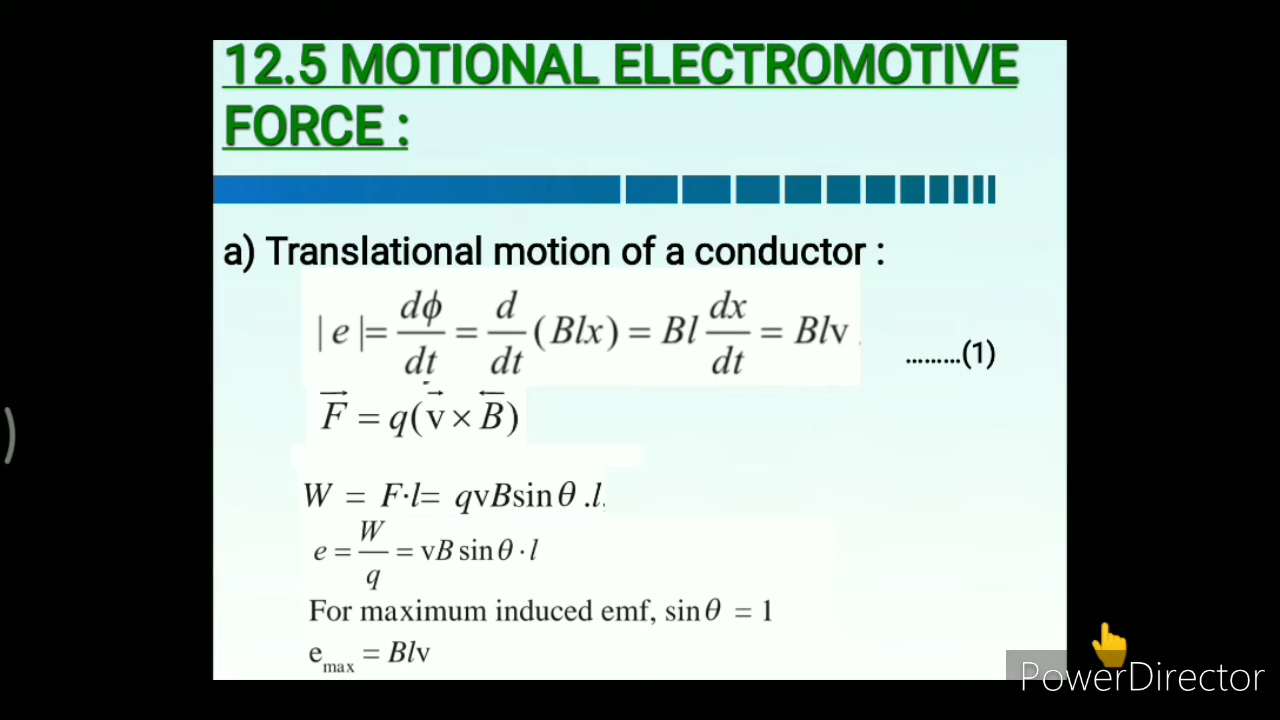 12.5 MOTIONAL ELECTROMOTIVE
FORCE :
a) Translational motion of a conductor :
|e|= dϕ/dt = d/dt (Blx) = Bl dx/dt = Blv
.........(1)
F⃗ = q(v⃗ × B⃗)
W = F·l= qvBsinθ .l.
e = W/q = vB sinθ · l
For maximum induced emf, sinθ = 1
e_max = Blv
PowerDirector